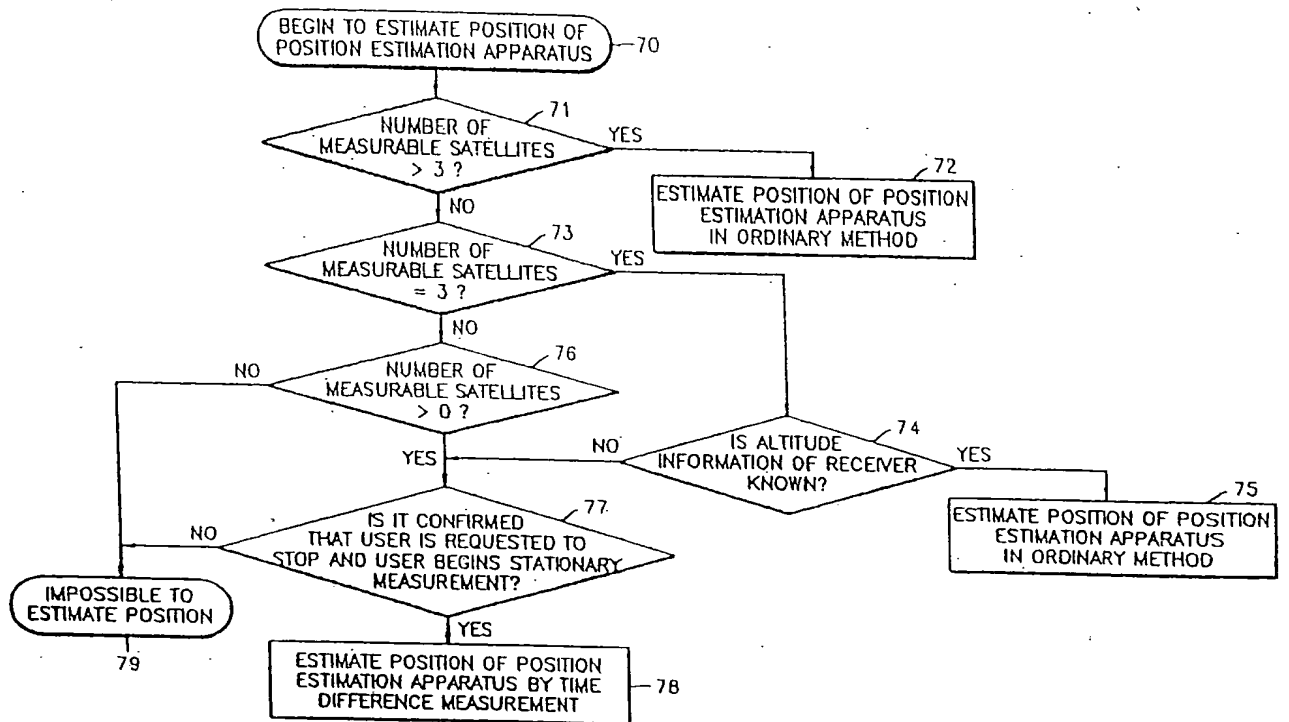 BEGIN TO ESTIMATE POSITION OF
POSITION ESTIMATION APPARATUS
70
71
NUMBER OF
MEASURABLE SATELLITES
> 3 ?
YES
NO
72
ESTIMATE POSITION OF POSITION
ESTIMATION APPARATUS
IN ORDINARY METHOD
73
NUMBER OF
MEASURABLE SATELLITES
= 3 ?
YES
NO
76
NUMBER OF
MEASURABLE SATELLITES
> 0 ?
NO
YES
74
IS ALTITUDE
INFORMATION OF RECEIVER
KNOWN?
NO
YES
75
ESTIMATE POSITION OF POSITION
ESTIMATION APPARATUS
IN ORDINARY METHOD
77
IS IT CONFIRMED
THAT USER IS REQUESTED TO
STOP AND USER BEGINS STATIONARY
MEASUREMENT?
NO
YES
IMPOSSIBLE TO
ESTIMATE POSITION
79
ESTIMATE POSITION OF POSITION
ESTIMATION APPARATUS BY TIME
DIFFERENCE MEASUREMENT
78